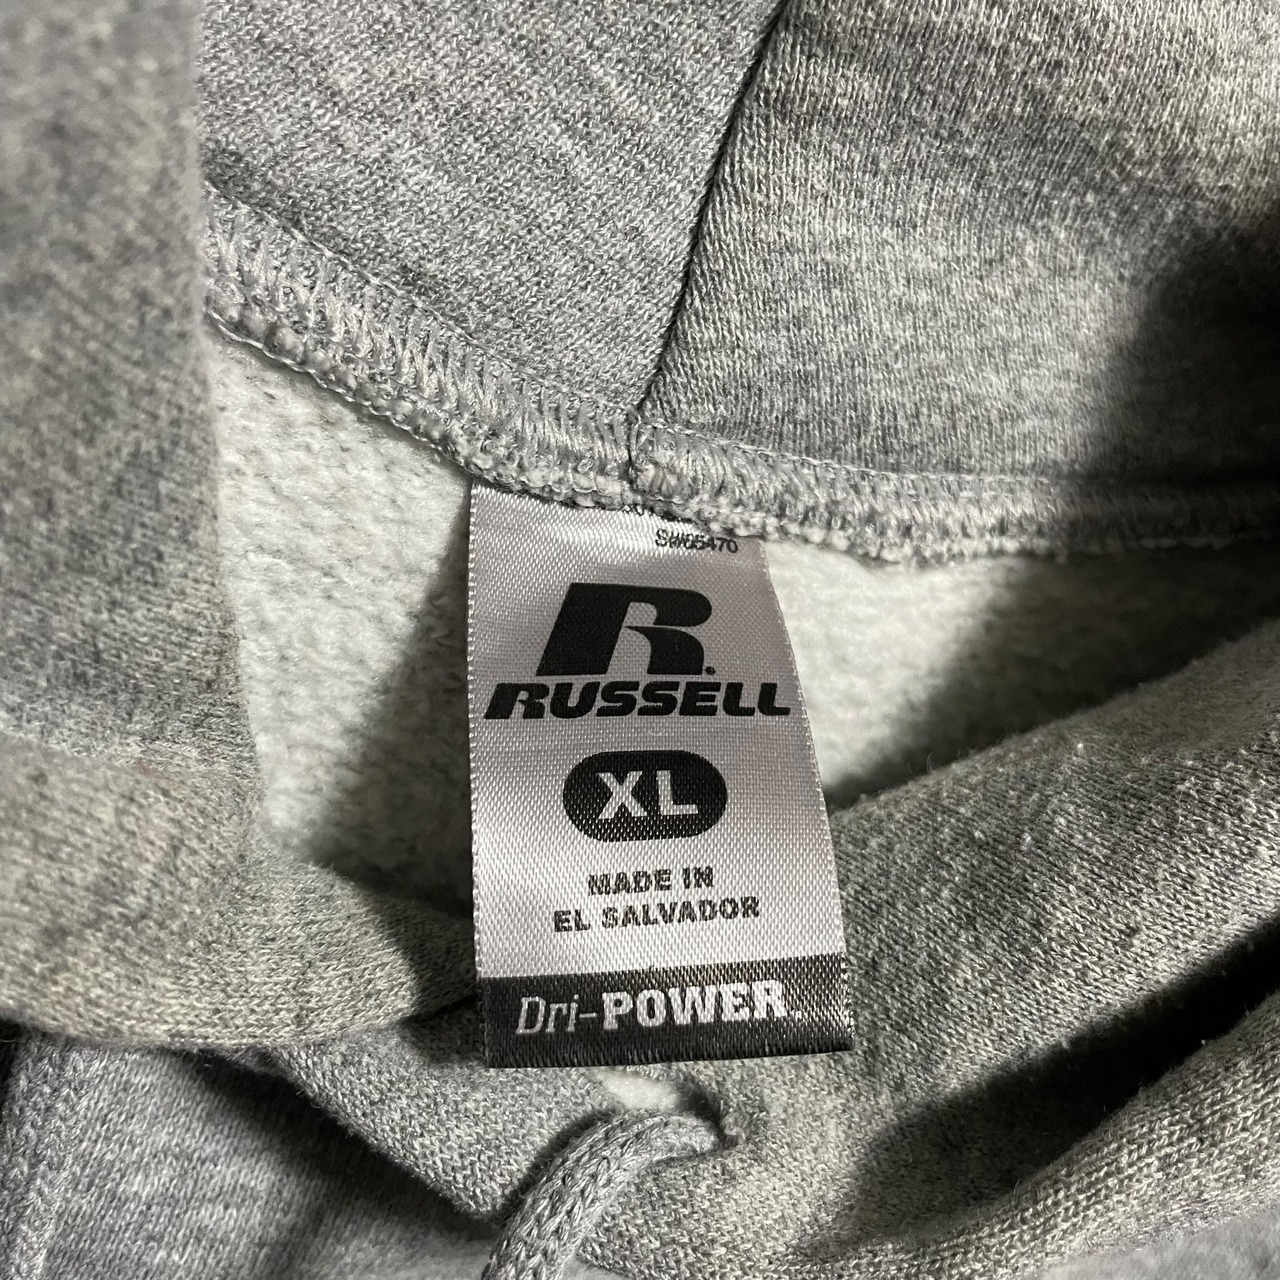 R.
RUSSELL
XL
MADE IN
EL SALVADOR
Dri-POWER